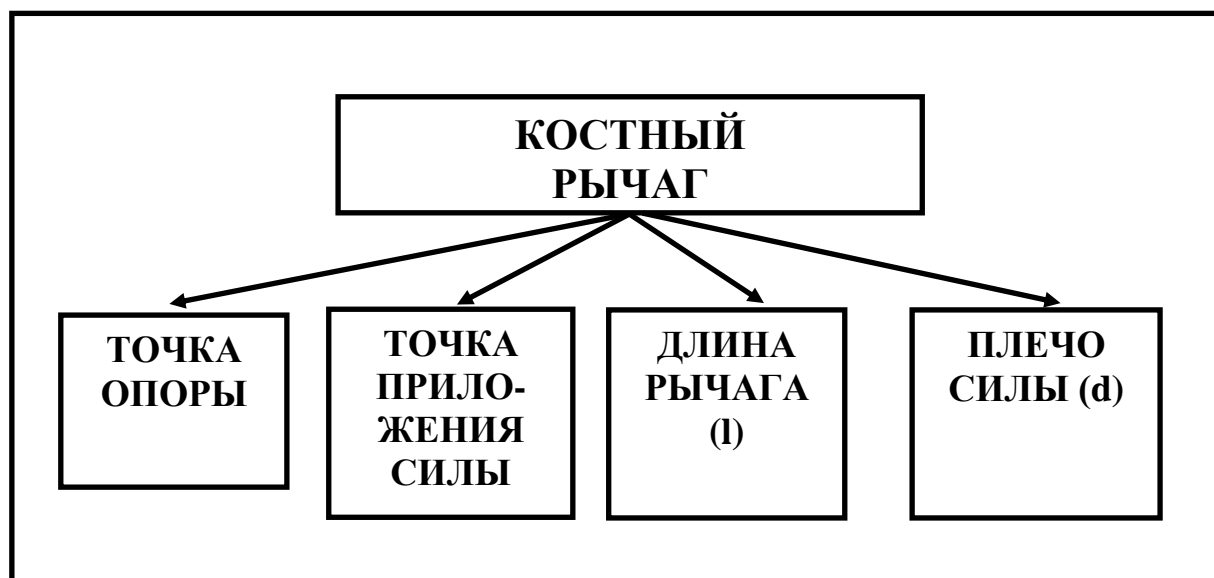 КОСТНЫЙ
РЫЧАГ
ТОЧКА
ОПОРЫ
ТОЧКА
ПРИЛО-
ЖЕНИЯ
СИЛЫ
ДЛИНА
РЫЧАГА
(l)
ПЛЕЧО
СИЛЫ (d)